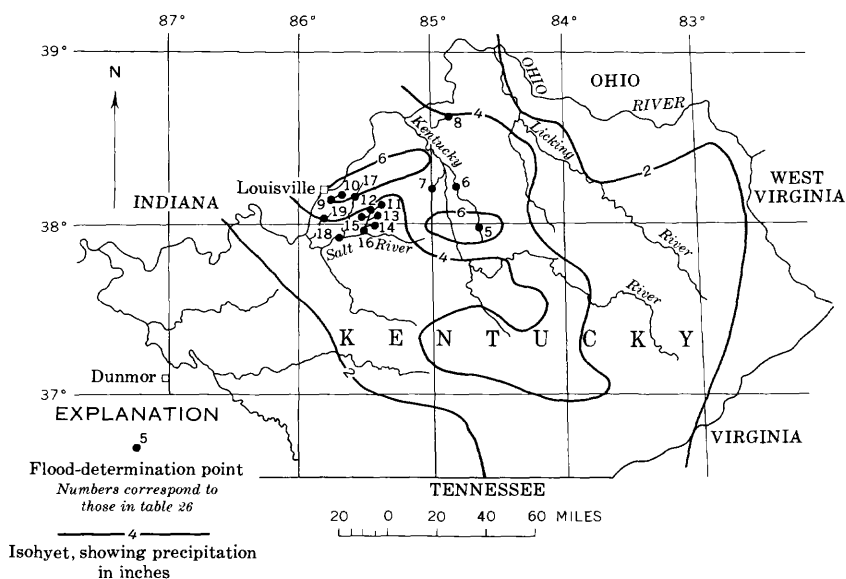 87° 86° 85° 84° 83°
39°
N
OHIO
OHIO
RIVER
4
8
Kentucky
Licking
2
6
WEST
VIRGINIA
Louisville
10 17
7 6
9 12 11
INDIANA
38°
19 13
6
15 14
5
18
16
Salt River
4
River
River
KENTUCKY
2
Dunmor
37°
EXPLANATION
5
VIRGINIA
Flood-determination point
Numbers correspond to
those in table 26
TENNESSEE
20 0 20 40 60 MILES
4
Isohyet, showing precipitation
in inches